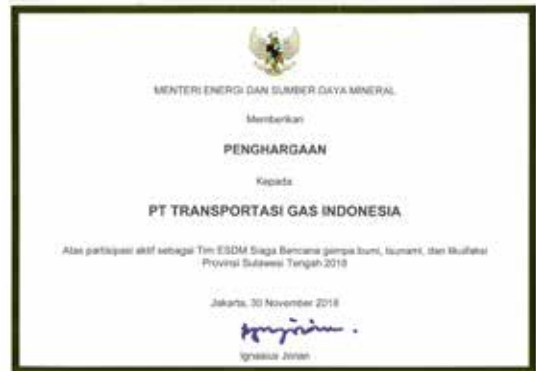 MENTERI ENERGI DAN SUMBER DAYA MINERAL
Memberikan
PENGHARGAAN
Kepada
PT TRANSPORTASI GAS INDONESIA
Atas partisipasi aktif sebagai Tim ESDM Siaga Bencana gempa bumi, tsunami, dan likuifaksi
Provinsi Sulawesi Tengah 2018
Jakarta, 30 November 2018
Ignasius Jonan